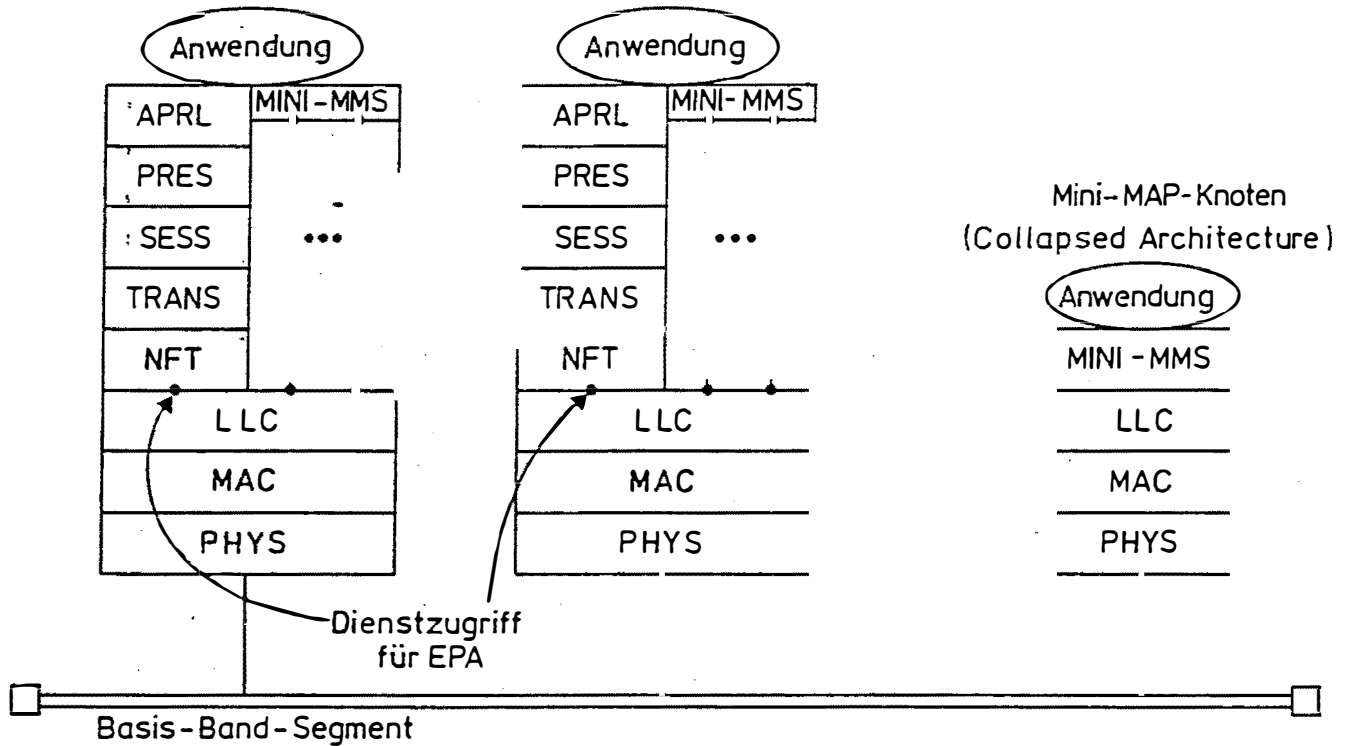 Anwendung
APRL
MINI-MMS
PRES
SESS
TRANS
NFT
LLC
MAC
PHYS
Anwendung
APRL
MINI-MMS
PRES
SESS
TRANS
NFT
LLC
MAC
PHYS
Mini-MAP-Knoten
(Collapsed Architecture)
Anwendung
MINI-MMS
LLC
MAC
PHYS
Dienstzugriff
für EPA
Basis-Band-Segment